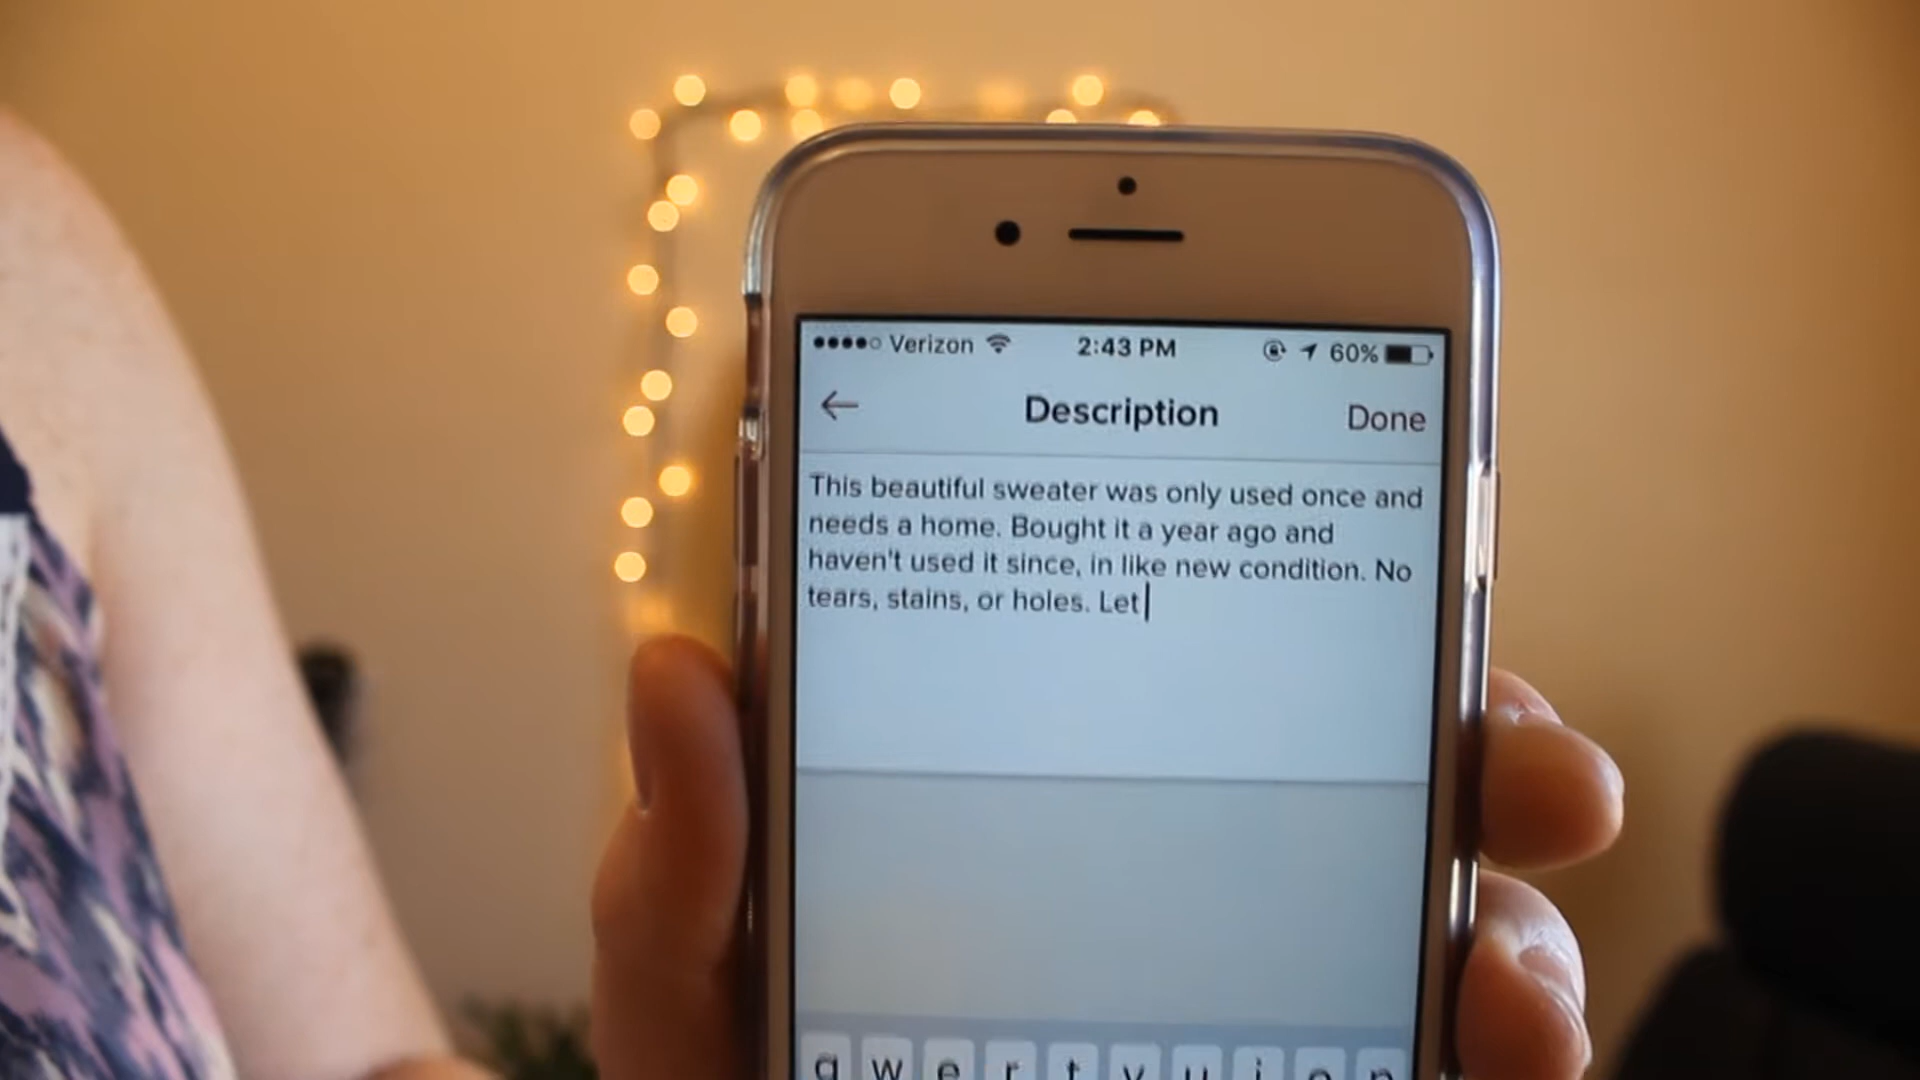 Verizon 2:43 PM 60%
Description Done
This beautiful sweater was only used once and
needs a home. Bought it a year ago and
haven't used it since, in like new condition. No
tears, stains, or holes. Let
q w e r t y u i o p